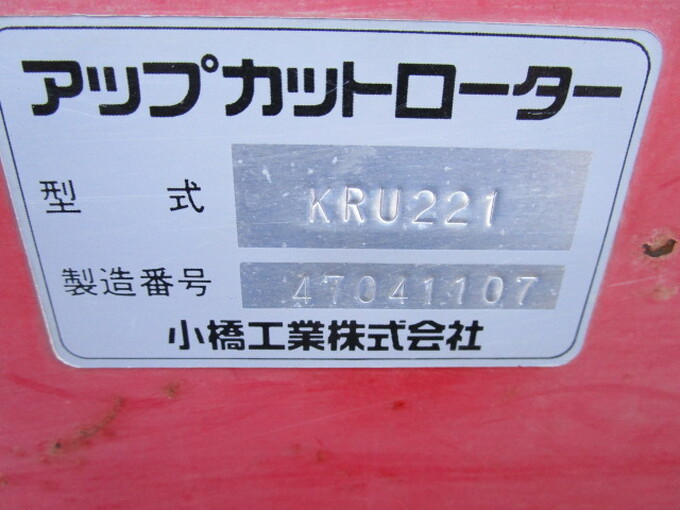 アップカットローター
型式 KRU221
製造番号 47041107
小橋工業株式会社